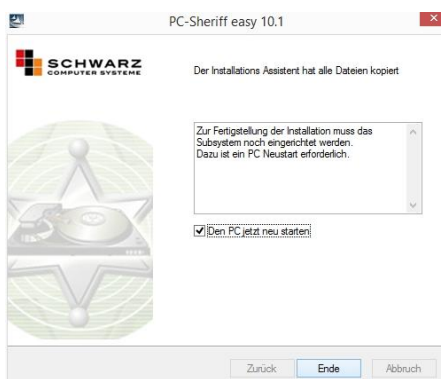 PC-Sheriff easy 10.1
SCHWARZ
COMPUTER SYSTEME
Der Installations Assistent hat alle Dateien kopiert
Zur Fertigstellung der Installation muss das
Subsystem noch eingerichtet werden.
Dazu ist ein PC Neustart erforderlich.
Den PC jetzt neu starten
Zurück
Ende
Abbruch